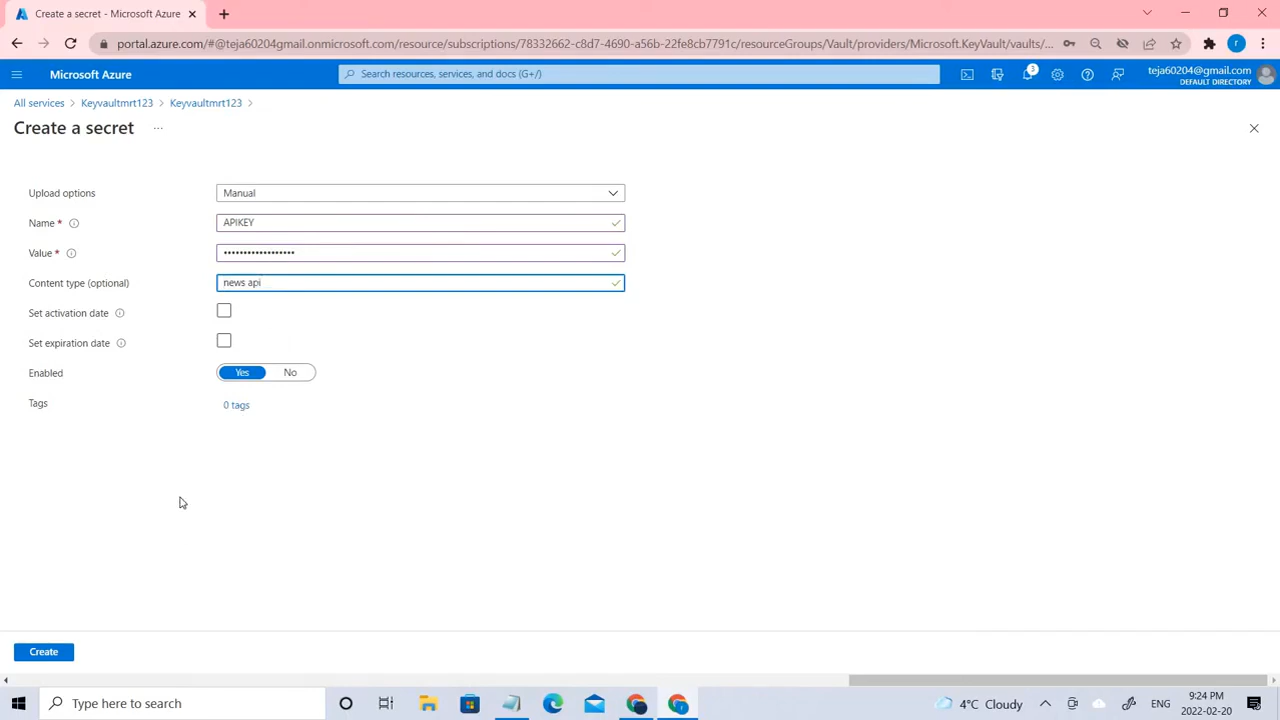 Create a secret - Microsoft Azure
portal.azure.com/#@teja60204gmail.onmicrosoft.com/resource/subscriptions/78332662-c8d7-4690-a56b-22fe8cb7791c/resourceGroups/Vault/providers/Microsoft.KeyVault/vaults/...
Microsoft Azure
Search resources, services, and docs (G+/)
3
teja60204@gmail.com
DEFAULT DIRECTORY
All services > Keyvaultmrt123 > Keyvaultmrt123 >
Create a secret ...
Upload options
Manual
Name *
APIKEY
Value *
••••••••••••••••••
Content type (optional)
news api
Set activation date
Set expiration date
Enabled
Yes No
Tags
0 tags
Create
Type here to search
4°C Cloudy
ENG
9:24 PM
2022-02-20